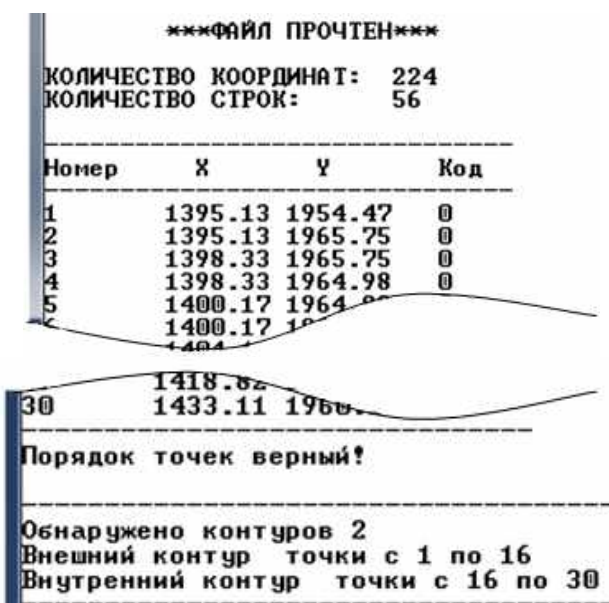 ***ФАЙЛ ПРОЧТЕН***
КОЛИЧЕСТВО КООРДИНАТ: 224
КОЛИЧЕСТВО СТРОК: 56
Номер X Y Код
1 1395.13 1954.47 0
2 1395.13 1965.75 0
3 1398.33 1965.75 0
4 1398.33 1964.98 0
5 1400.17
1400.17
30 1433.11
Порядок точек верный!
Обнаружено контуров 2
Внешний контур точки с 1 по 16
Внутренний контур точки с 16 по 30